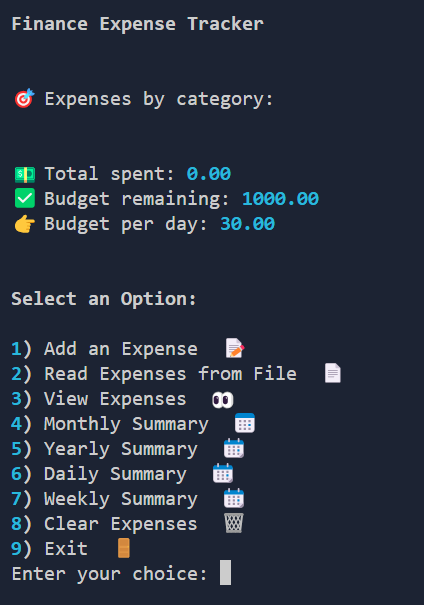 Finance Expense Tracker
🎯 Expenses by category:
💵 Total spent: 0.00
✅ Budget remaining: 1000.00
👉 Budget per day: 30.00
Select an Option:
1) Add an Expense 📝
2) Read Expenses from File 📄
3) View Expenses 👀
4) Monthly Summary 📅
5) Yearly Summary 📆
6) Daily Summary 📆
7) Weekly Summary 📆
8) Clear Expenses 🗑️
9) Exit 🚪
Enter your choice: